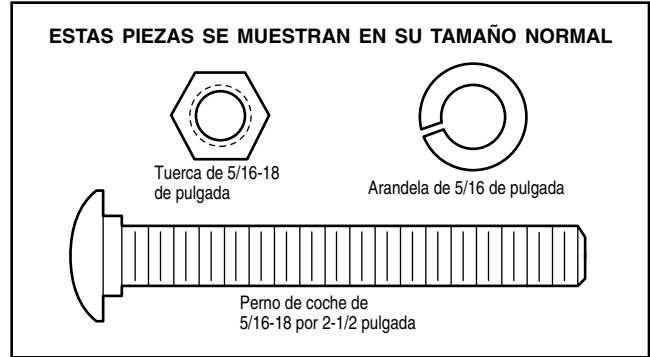 ESTAS PIEZAS SE MUESTRAN EN SU TAMAÑO NORMAL
Tuerca de 5/16-18
de pulgada
Arandela de 5/16 de pulgada
Perno de coche de
5/16-18 por 2-1/2 pulgada